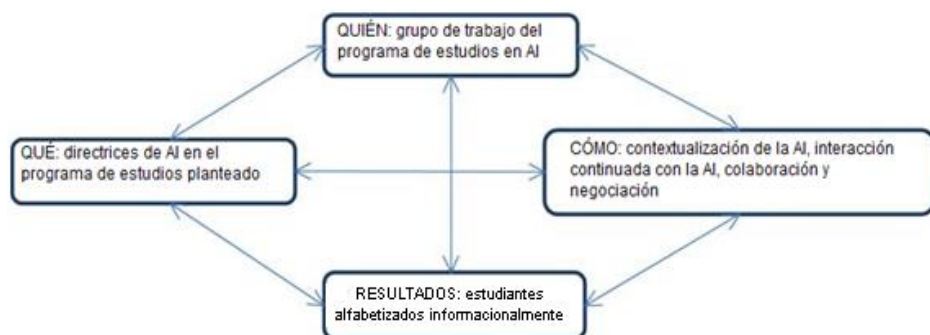 QUIÉN: grupo de trabajo del
programa de estudios en AI
QUÉ: directrices de AI en el
programa de estudios planteado
CÓMO: contextualización de la AI, interacción
continuada con la AI, colaboración y
negociación
RESULTADOS: estudiantes
alfabetizados informacionalmente